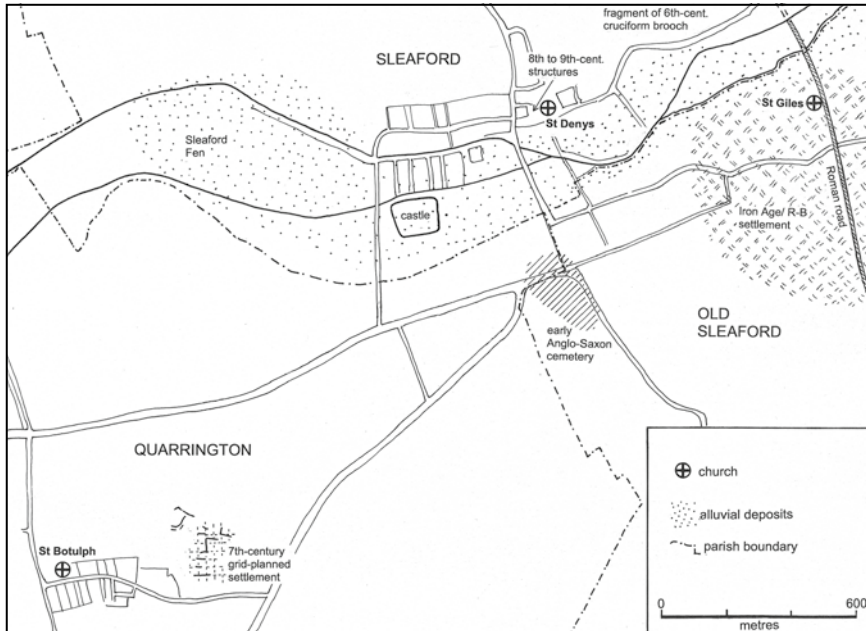 fragment of 6th-cent.
cruciform brooch
SLEAFORD
8th to 9th-cent.
structures
St Denys
St Giles
Sleaford
Fen
castle
Roman road
Iron Age/ R-B
settlement
early
Anglo-Saxon
cemetery
OLD
SLEAFORD
QUARRINGTON
St Botulph
7th-century
grid-planned
settlement
church
alluvial deposits
parish boundary
0 600
metres